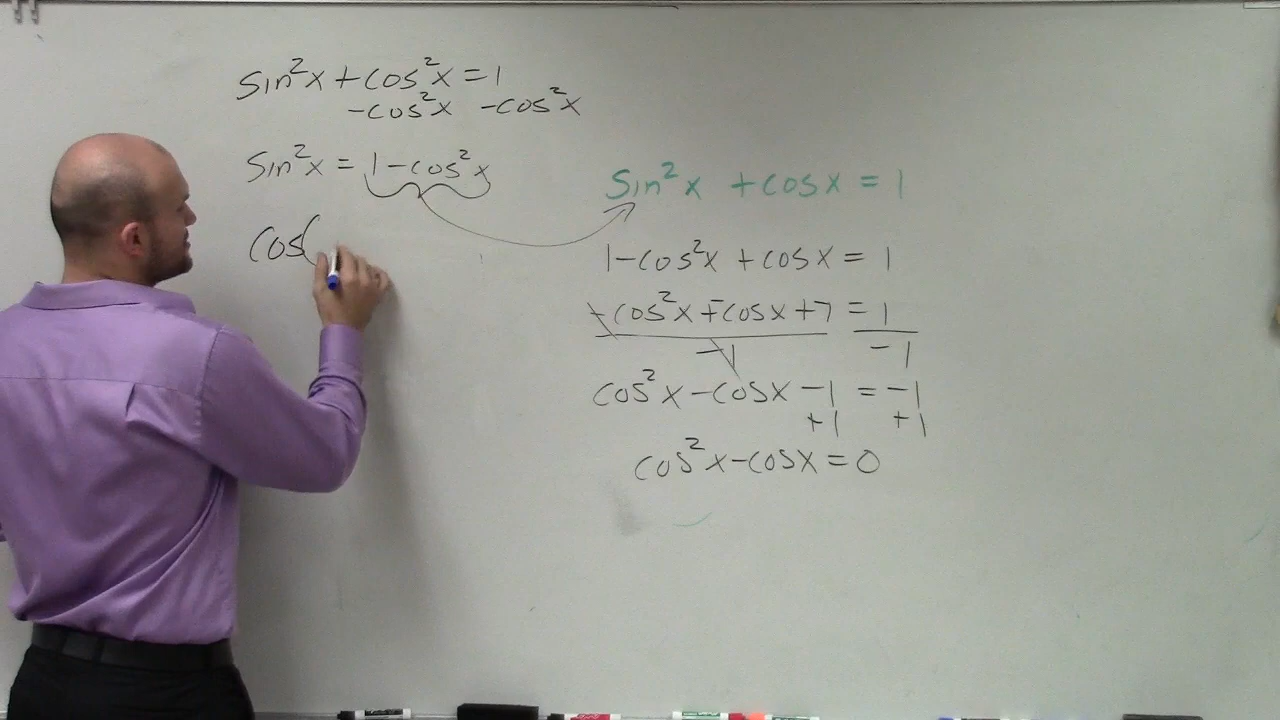 sin²x + cos²x = 1
-cos²x -cos²x
sin²x = 1 - cos²x
cos(
sin²x + cosx = 1
1 - cos²x + cosx = 1
-cos²x + cosx + 1 = 1
-1 -1
cos²x - cosx - 1 = -1
+1 +1
cos²x - cosx = 0